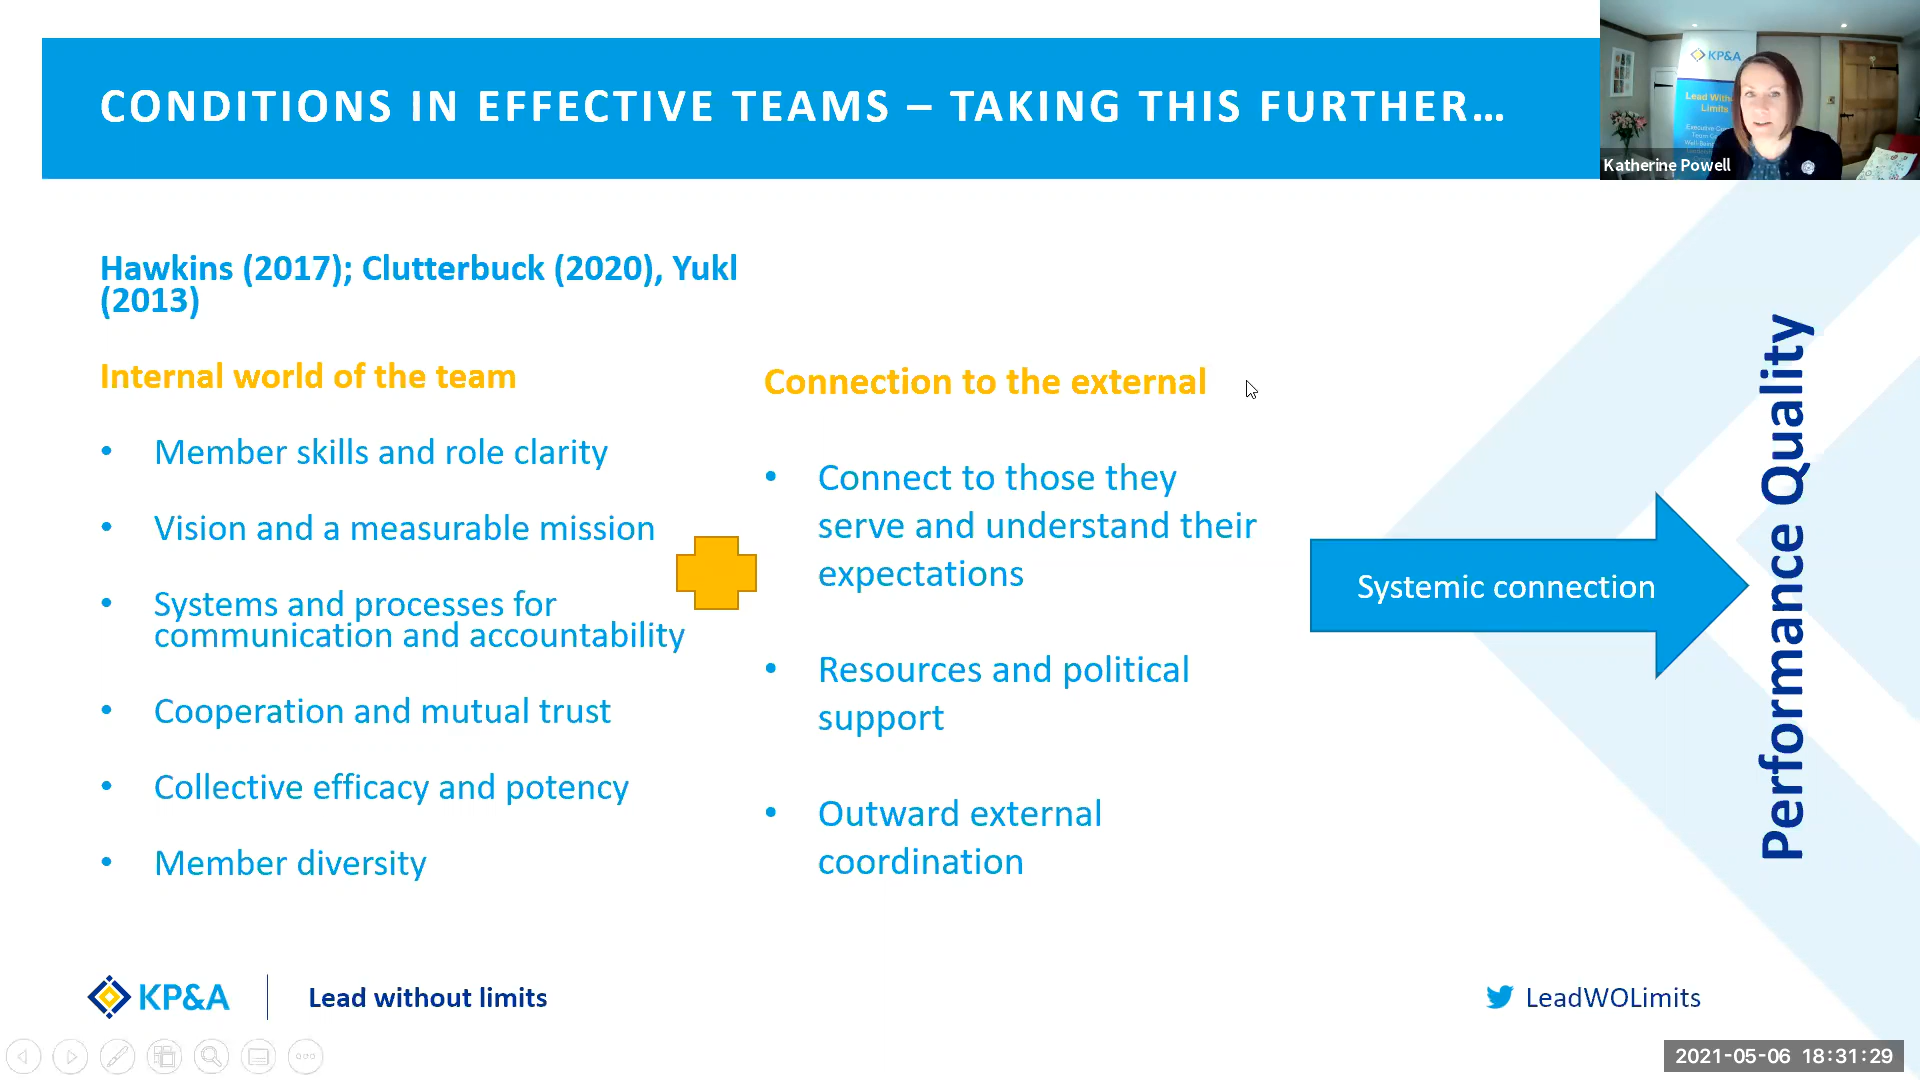 CONDITIONS IN EFFECTIVE TEAMS – TAKING THIS FURTHER...
KP&A
Lead With
Limits
Katherine Powell
Hawkins (2017); Clutterbuck (2020), Yukl
(2013)
Internal world of the team
• Member skills and role clarity
• Vision and a measurable mission
• Systems and processes for
communication and accountability
• Cooperation and mutual trust
• Collective efficacy and potency
• Member diversity
Connection to the external
• Connect to those they
serve and understand their
expectations
• Resources and political
support
• Outward external
coordination
Systemic connection
Performance Quality
KP&A
Lead without limits
LeadWOLimits
2021-05-06 18:31:29